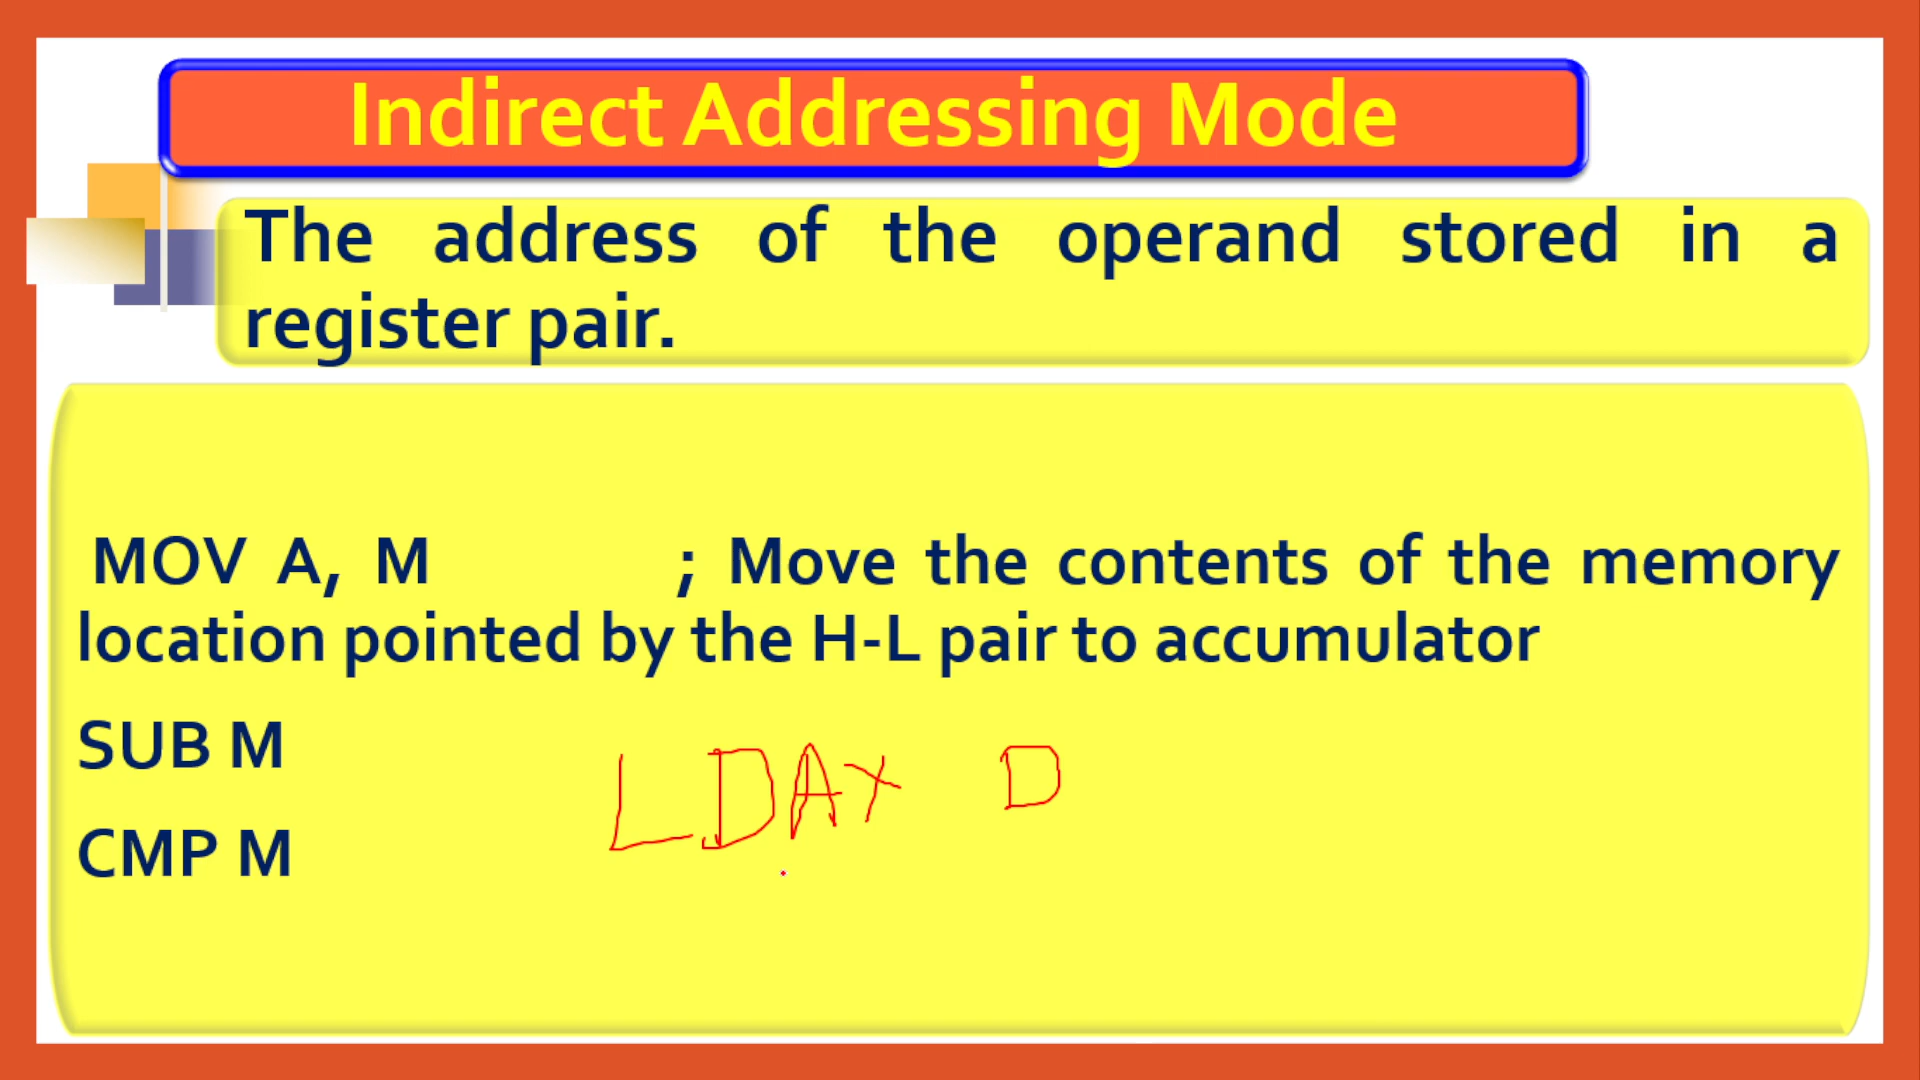 Indirect Addressing Mode
The address of the operand stored in a
register pair.
MOV A, M ; Move the contents of the memory
location pointed by the H-L pair to accumulator
SUB M
LDAX D
CMP M